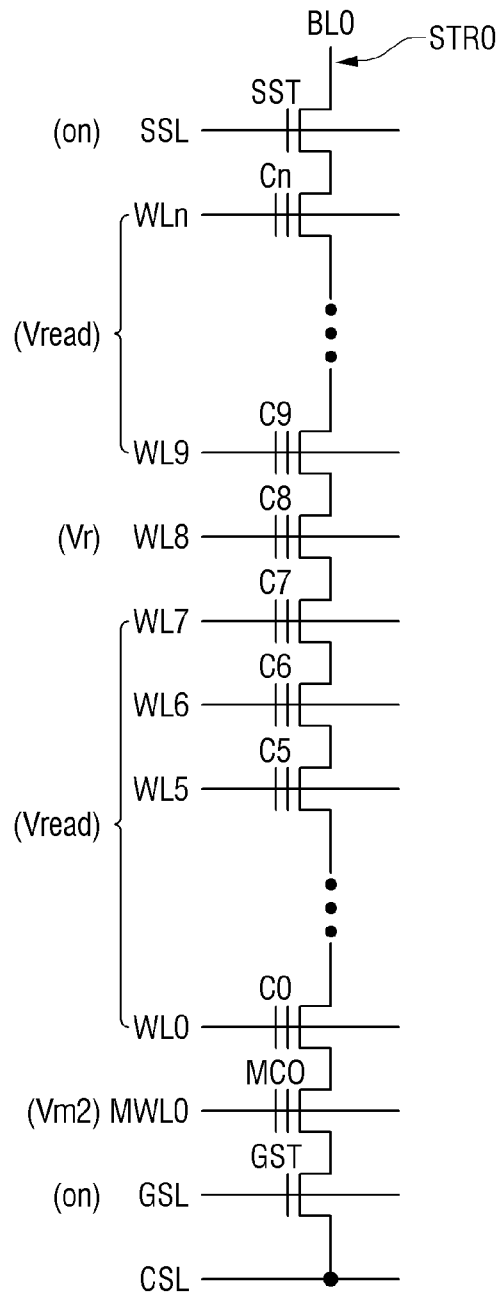 BL0
STR0
SST
(on) SSL
Cn
WLn
(Vread)
C9
WL9
C8
(Vr) WL8
C7
WL7
C6
WL6
C5
WL5
(Vread)
C0
WL0
MC0
(Vm2) MWL0
GST
(on) GSL
CSL